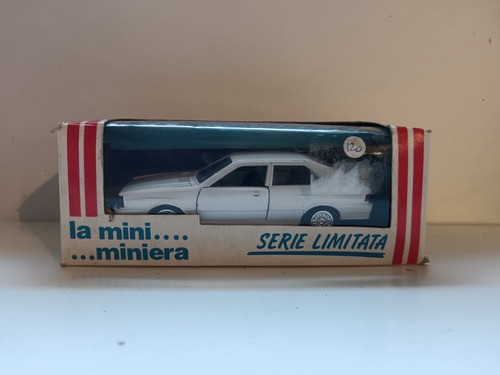 la mini.....
...miniera
SERIE LIMITATA